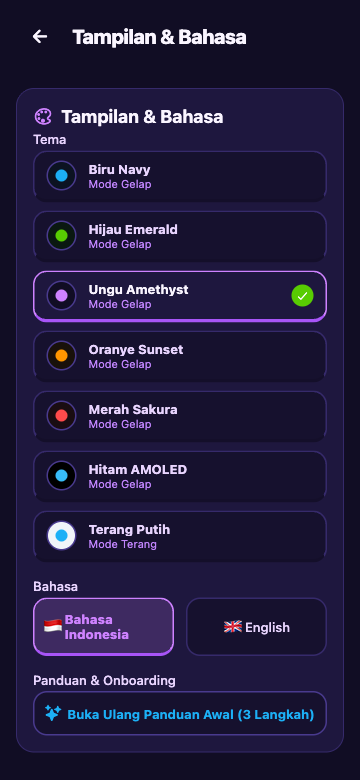 Tampilan & Bahasa
Tampilan & Bahasa
Tema
Biru Navy
Mode Gelap
Hijau Emerald
Mode Gelap
Ungu Amethyst
Mode Gelap
Oranye Sunset
Mode Gelap
Merah Sakura
Mode Gelap
Hitam AMOLED
Mode Gelap
Terang Putih
Mode Terang
Bahasa
Bahasa
Indonesia
English
Panduan & Onboarding
Buka Ulang Panduan Awal (3 Langkah)